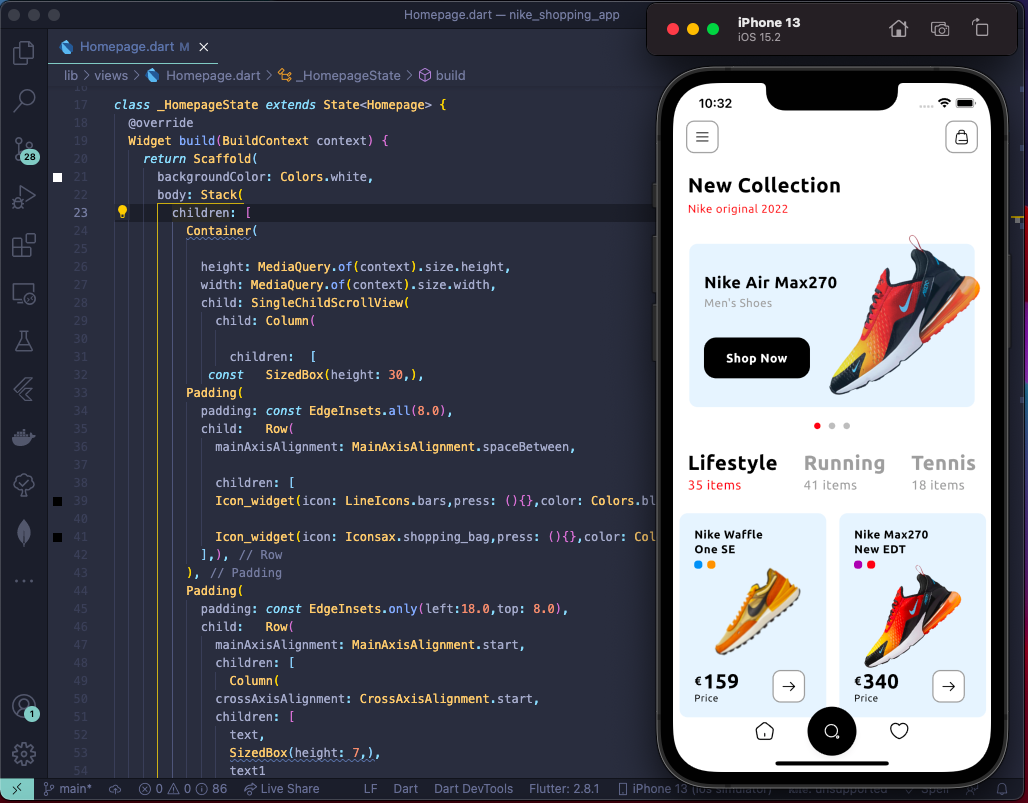 Homepage.dart — nike_shopping_app
Homepage.dart M
lib > views > Homepage.dart > _HomepageState > build
17 class _HomepageState extends State<Homepage> {
18 @override
19 Widget build(BuildContext context) {
20 return Scaffold(
21 backgroundColor: Colors.white,
22 body: Stack(
23 children: [
24 Container(
25
26 height: MediaQuery.of(context).size.height,
27 width: MediaQuery.of(context).size.width,
28 child: SingleChildScrollView(
29 child: Column(
30
31 children:  [
32 const   SizedBox(height: 30,),
33 Padding(
34 padding: const EdgeInsets.all(8.0),
35 child:   Row(
36 mainAxisAlignment: MainAxisAlignment.spaceBetween,
37
38 children: [
39 Icon_widget(icon: LineIcons.bars,press: (){},color: Colors.bl
40
41 Icon_widget(icon: Iconsax.shopping_bag,press: (){},color: Col
42 ],), // Row
43 ), // Padding
44 Padding(
45 padding: const EdgeInsets.only(left:18.0,top: 8.0),
46 child:   Row(
47 mainAxisAlignment: MainAxisAlignment.start,
48 children: [
49 Column(
50 crossAxisAlignment: CrossAxisAlignment.start,
51 children: [
52 text,
53 SizedBox(height: 7,),
54 text1
28
1
main* 0 0 86 Live Share LF Dart Dart DevTools Flutter: 2.8.1 iPhone 13 (ios simulator)
iPhone 13
iOS 15.2
10:32
New Collection
Nike original 2022
Nike Air Max270
Men's Shoes
Shop Now
Lifestyle Running Tennis
35 items 41 items 18 items
Nike Waffle
One SE
€159
Price
Nike Max270
New EDT
€340
Price